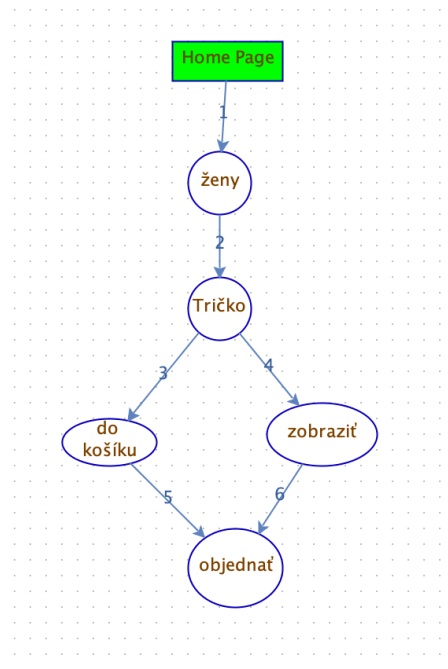 Home Page
1
ženy
2
Tričko
3
4
do
košíku
zobraziť
5
6
objednať